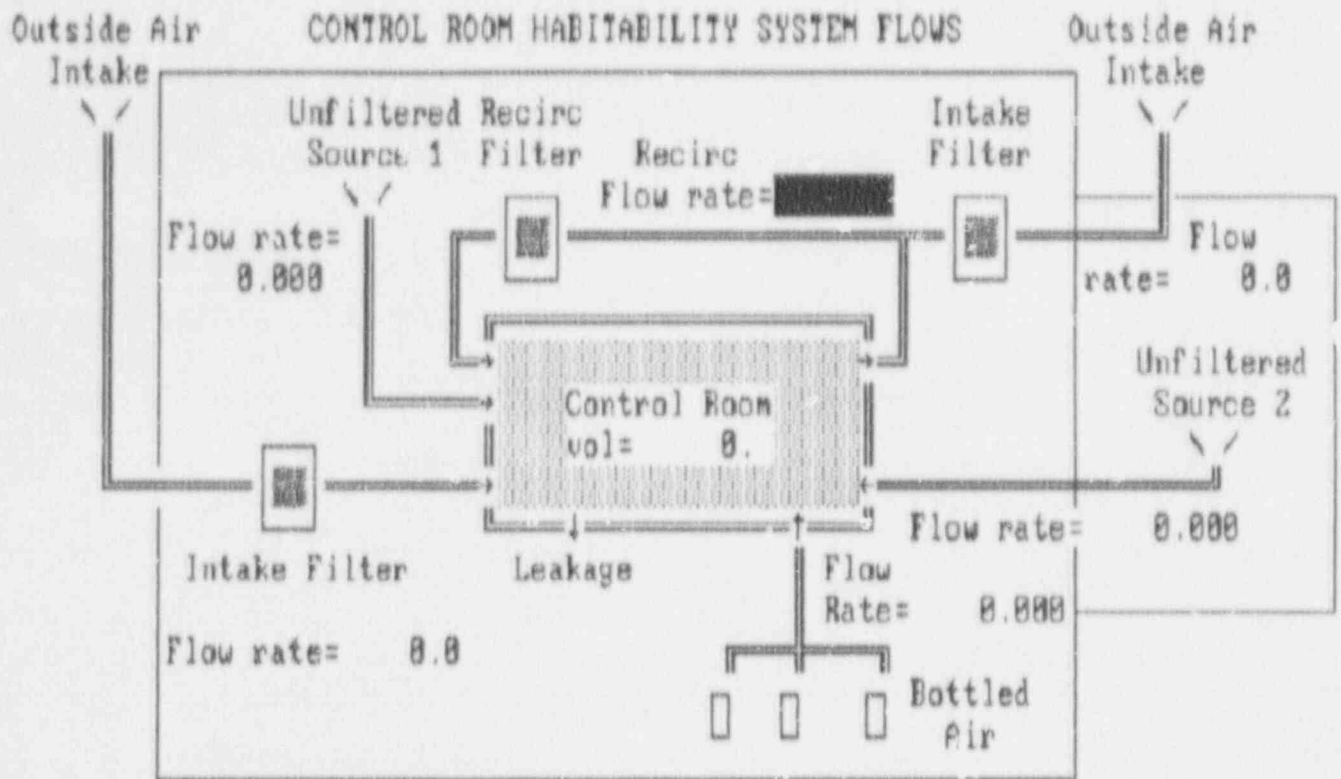 Outside Air
Intake
CONTROL ROOM HABITABILITY SYSTEM FLOWS
Outside Air
Intake
Unfiltered
Source 1
Recirc
Filter
Recirc
Flow rate=
Intake
Filter
Flow rate=
0.000
Flow
rate= 0.0
Unfiltered
Source 2
Control Room
vol= 0.
Flow rate= 0.000
Intake Filter
Leakage
Flow
Rate= 0.000
Flow rate= 0.0
Bottled
Air